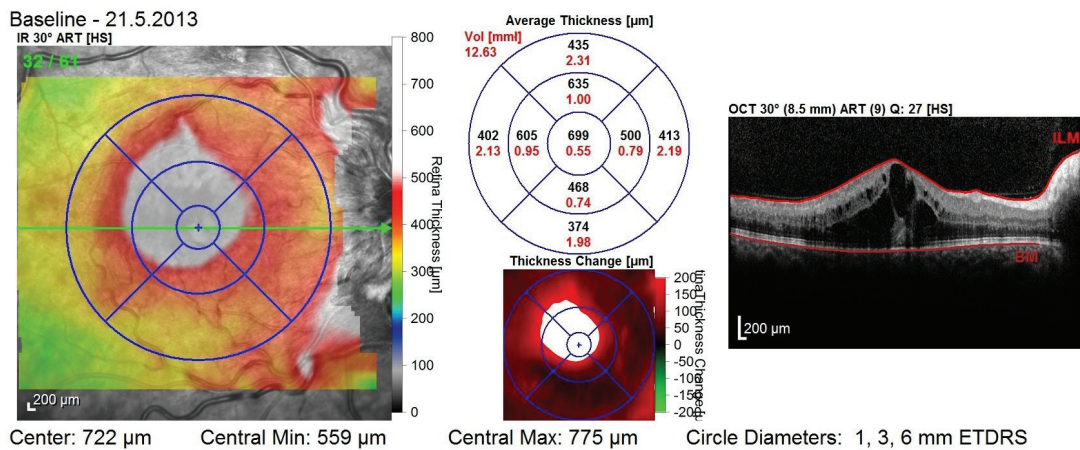 Baseline - 21.5.2013
IR 30° ART [HS]
32 / 61
200 µm
800
700
600
500
400
300
200
100
0
Retina Thickness [µm]
Average Thickness [µm]
Vol [mm³]
12.63
435
2.31
635
1.00
402 605 699 500 413
2.13 0.95 0.55 0.79 2.19
468
0.74
374
1.98
Thickness Change [µm]
200
150
100
50
0
-50
-100
-150
-200
OCT 30° (8.5 mm) ART (9) Q: 27 [HS]
ILM
BM
200 µm
Center: 722 µm Central Min: 559 µm Central Max: 775 µm Circle Diameters: 1, 3, 6 mm ETDRS